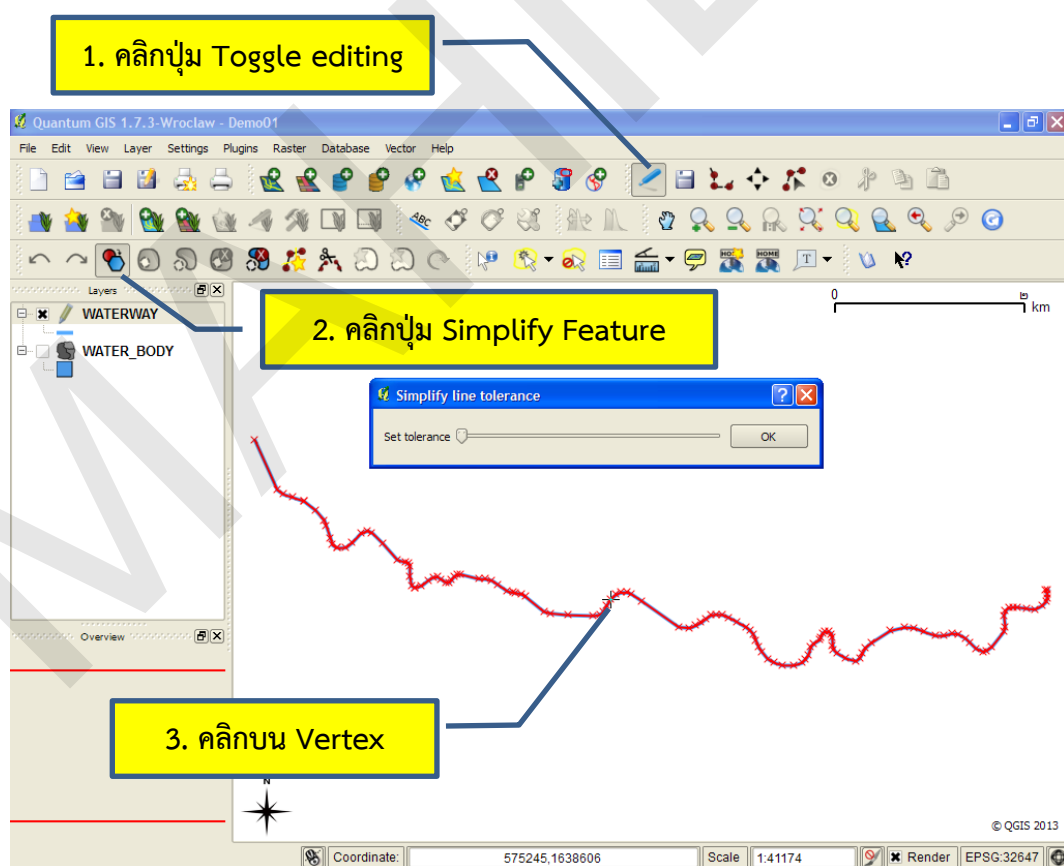 1. คลิกปุ่ม Toggle editing
Quantum GIS 1.7.3-Wroclaw - Demo01
File Edit View Layer Settings Plugins Raster Database Vector Help
ABC
HOME
T
Layers
WATERWAY
WATER_BODY
2. คลิกปุ่ม Simplify Feature
0 ២ km
Simplify line tolerance
Set tolerance OK
Overview
3. คลิกบน Vertex
N
© QGIS 2013
Coordinate: 575245,1638606 Scale 1:41174 Render EPSG:32647